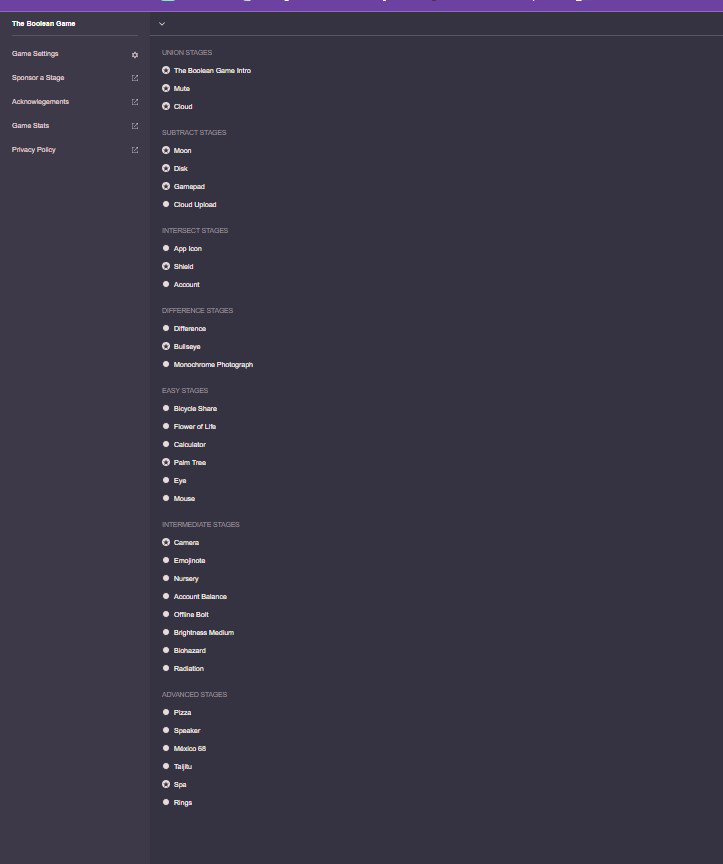 The Boolean Game
Game Settings
Sponsor a Stage
Acknowlegements
Game Stats
Privacy Policy
UNION STAGES
The Boolean Game Intro
Mute
Cloud
SUBTRACT STAGES
Moon
Disk
Gamepad
Cloud Upload
INTERSECT STAGES
App Icon
Shield
Account
DIFFERENCE STAGES
Difference
Bullseye
Monochrome Photograph
EASY STAGES
Bicycle Share
Flower of Life
Calculator
Palm Tree
Eye
Mouse
INTERMEDIATE STAGES
Camera
Emojinote
Nursery
Account Balance
Offline Bolt
Brightness Medium
Biohazard
Radiation
ADVANCED STAGES
Pizza
Speaker
México 68
Taijitu
Spa
Rings